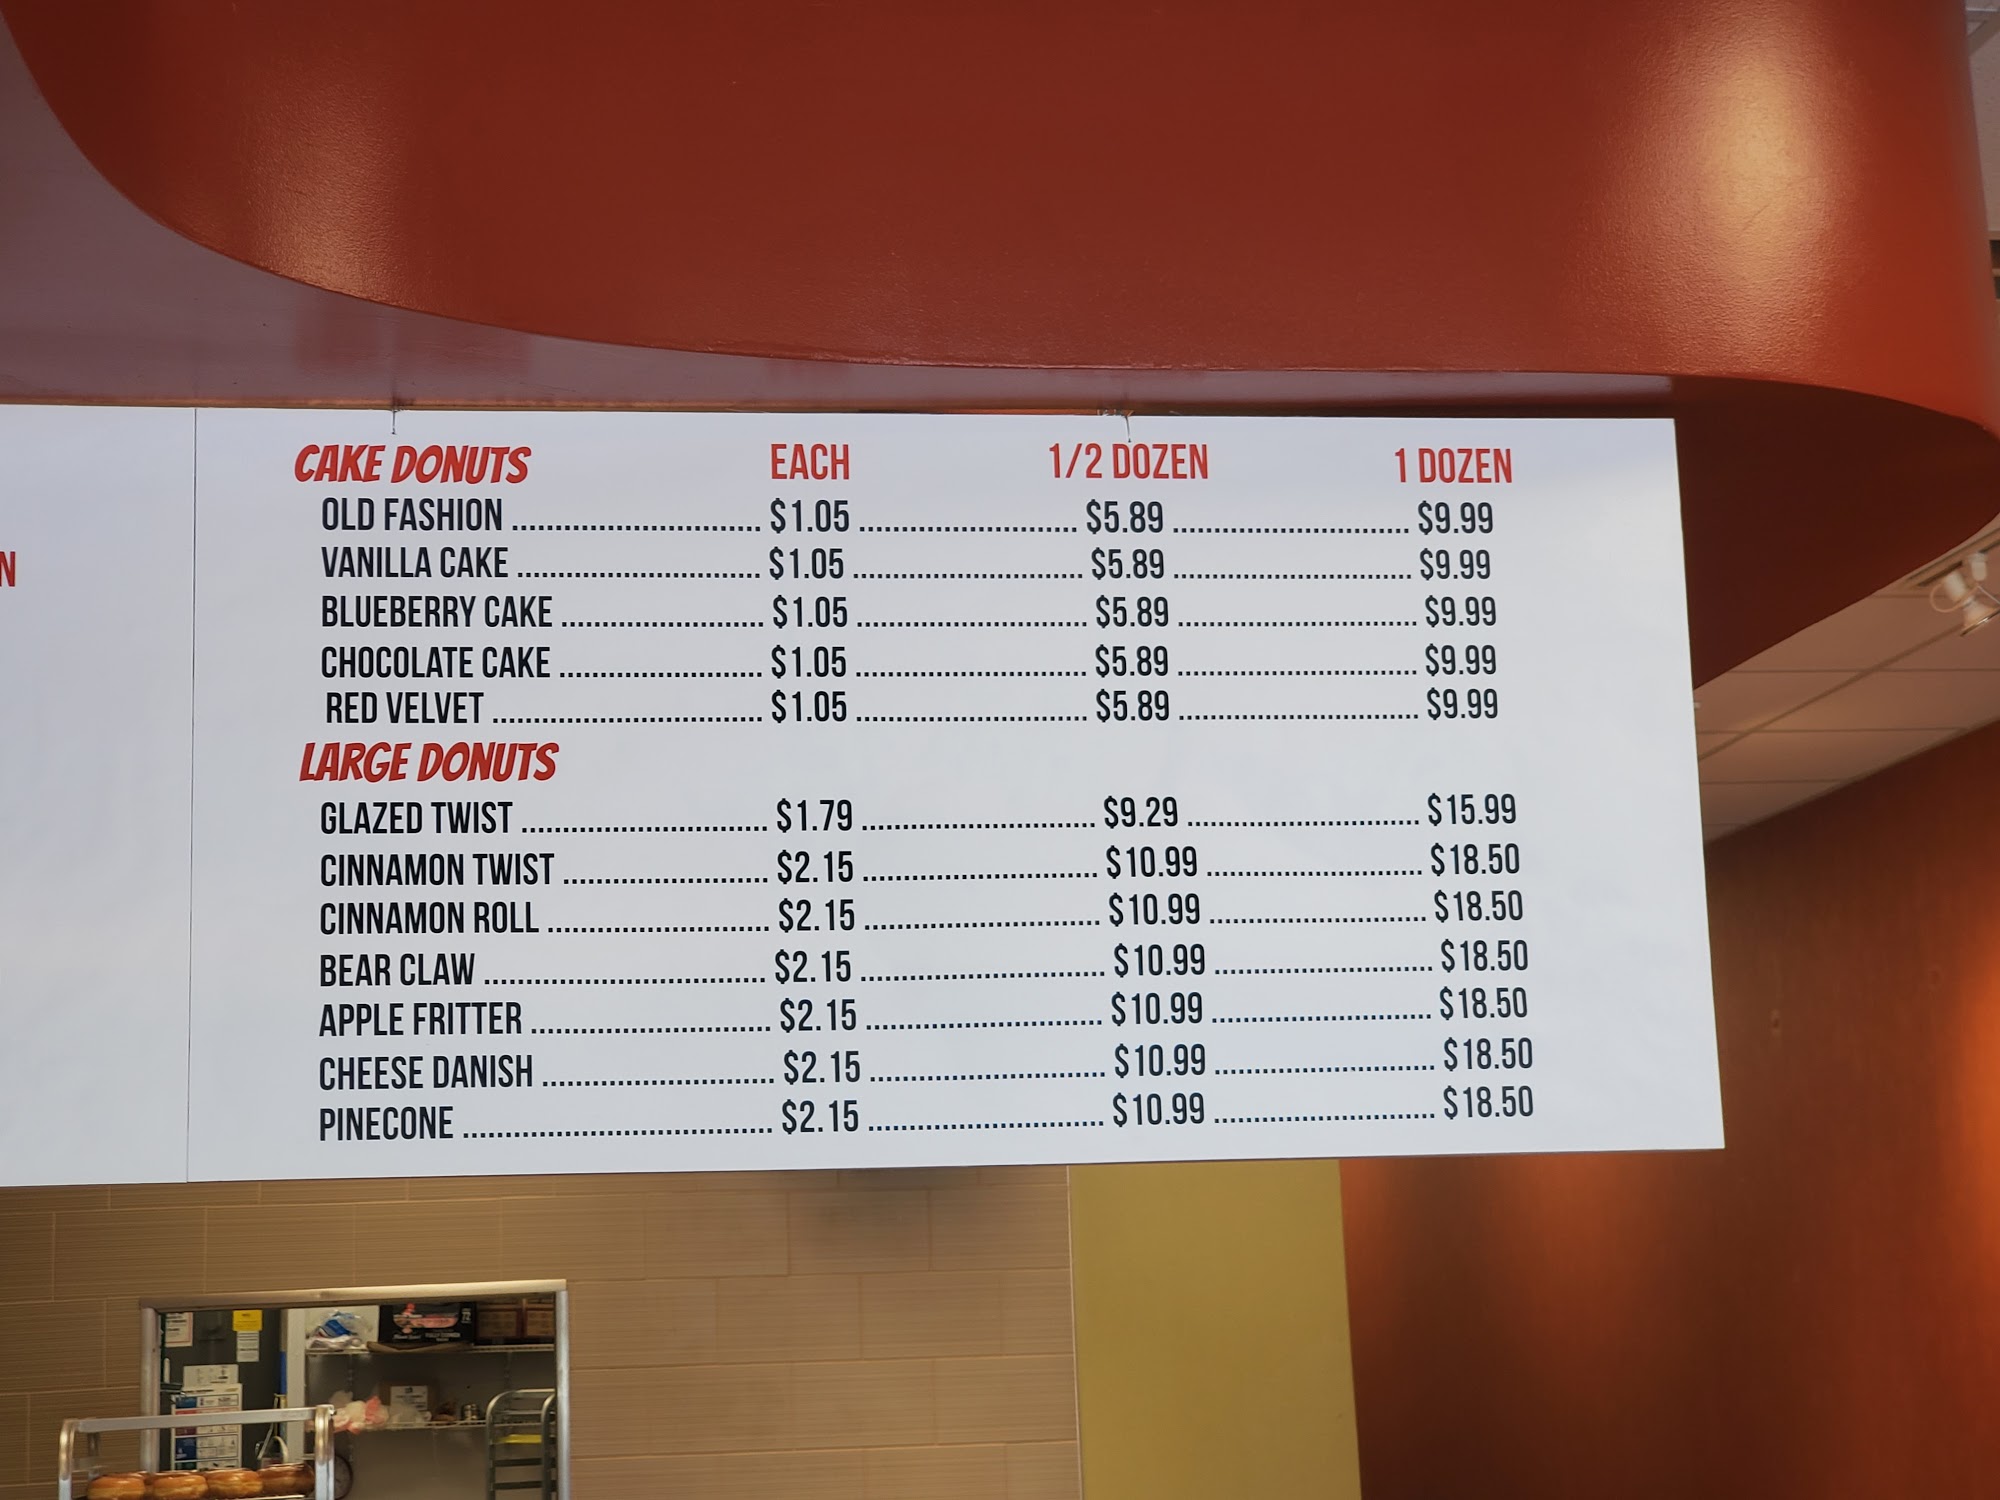 N
CAKE DONUTS EACH 1/2 DOZEN 1 DOZEN
OLD FASHION ............................. $1.05 .......................... $5.89 ............................ $9.99
VANILLA CAKE ............................. $1.05 ............................ $5.89 ............................. $9.99
BLUEBERRY CAKE ........................ $1.05 ............................ $5.89 ............................. $9.99
CHOCOLATE CAKE ........................ $1.05 ............................ $5.89 ............................. $9.99
RED VELVET ................................ $1.05 ............................ $5.89 ............................. $9.99
LARGE DONUTS
GLAZED TWIST ............................. $1.79 ............................ $9.29 ............................ $15.99
CINNAMON TWIST ........................ $2.15 ............................ $10.99 .......................... $18.50
CINNAMON ROLL .......................... $2.15 ............................ $10.99 .......................... $18.50
BEAR CLAW ................................. $2.15 ............................. $10.99 .......................... $18.50
APPLE FRITTER ............................ $2.15 ............................ $10.99 .......................... $18.50
CHEESE DANISH ........................... $2.15 ............................ $10.99 .......................... $18.50
PINECONE .................................... $2.15 ............................ $10.99 .......................... $18.50